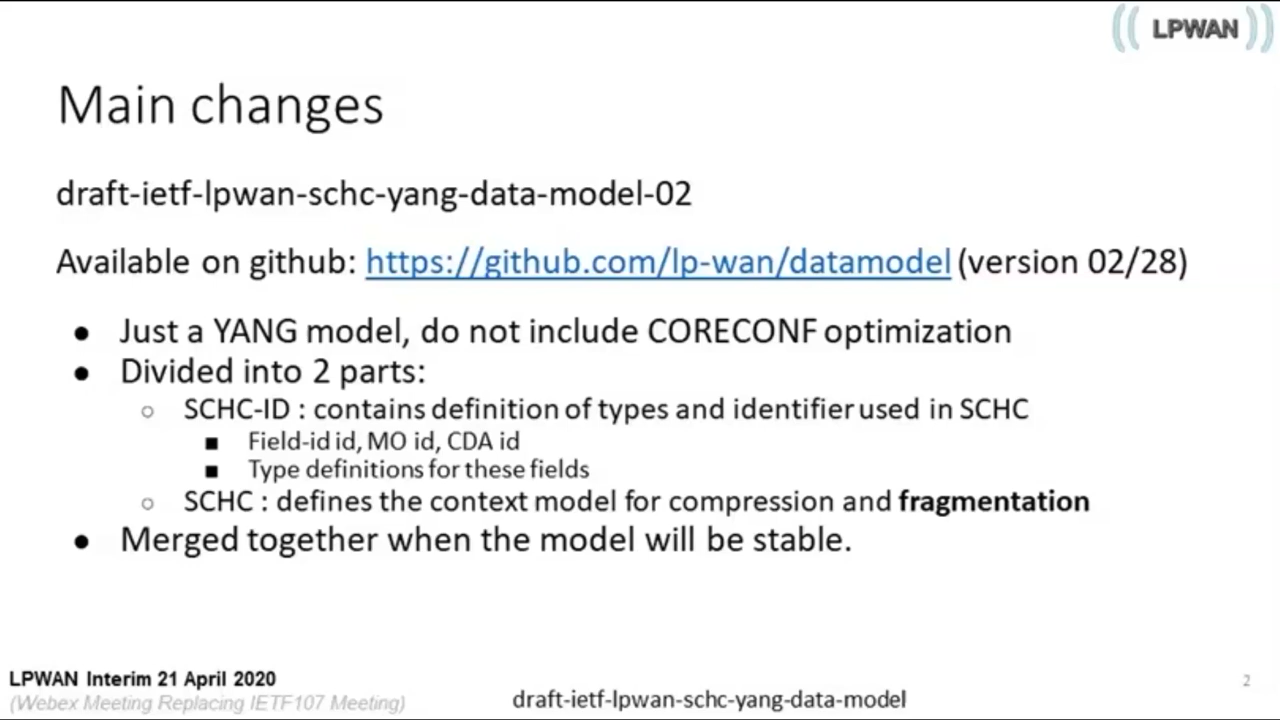 (( LPWAN ))
Main changes
draft-ietf-lpwan-schc-yang-data-model-02
Available on github: https://github.com/lp-wan/datamodel (version 02/28)
● Just a YANG model, do not include CORECONF optimization
● Divided into 2 parts:
○ SCHC-ID : contains definition of types and identifier used in SCHC
■ Field-id id, MO id, CDA id
■ Type definitions for these fields
○ SCHC : defines the context model for compression and fragmentation
● Merged together when the model will be stable.
LPWAN Interim 21 April 2020
(Webex Meeting Replacing IETF107 Meeting)
draft-ietf-lpwan-schc-yang-data-model
2